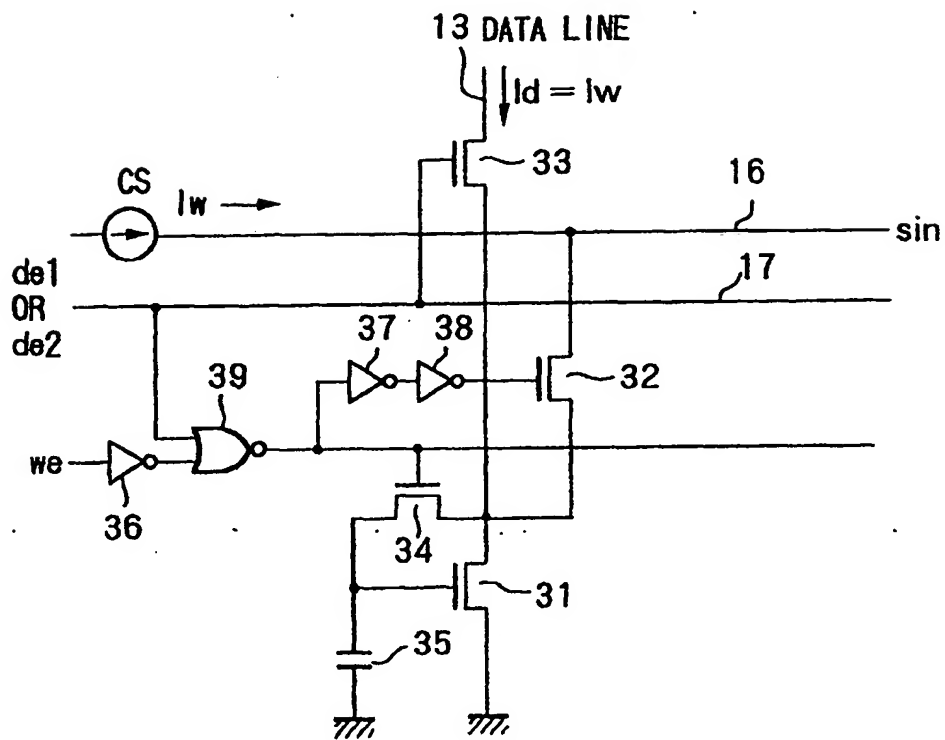 13 DATA LINE
Id = Iw
33
CS
Iw
16
sin
de1
OR
de2
17
37
38
32
39
we
36
34
31
35